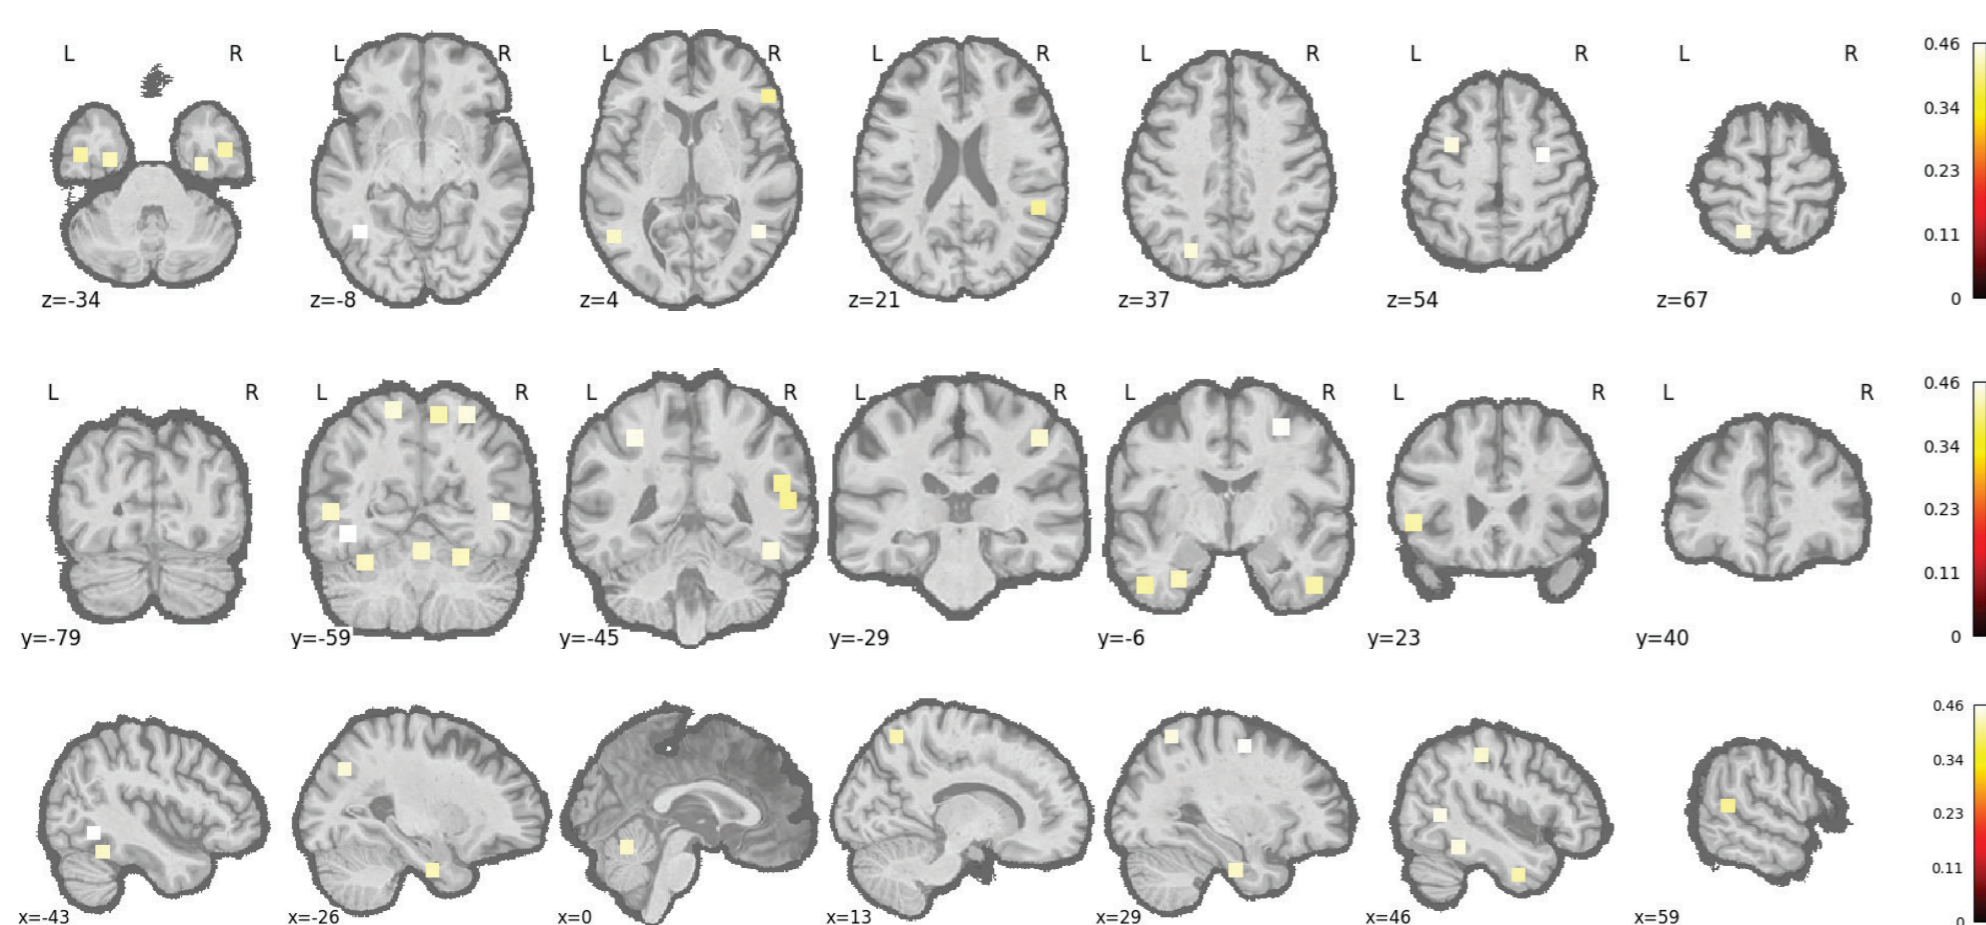 L R L R L R L R L R L R L R 0.46
0.34
0.23
0.11
z=-34 z=-8 z=4 z=21 z=37 z=54 z=67 0
L R L R L R L R L R L R L R 0.46
0.34
0.23
0.11
y=-79 y=-59 y=-45 y=-29 y=-6 y=23 y=40 0
0.46
0.34
0.23
0.11
x=-43 x=-26 x=0 x=13 x=29 x=46 x=59 0